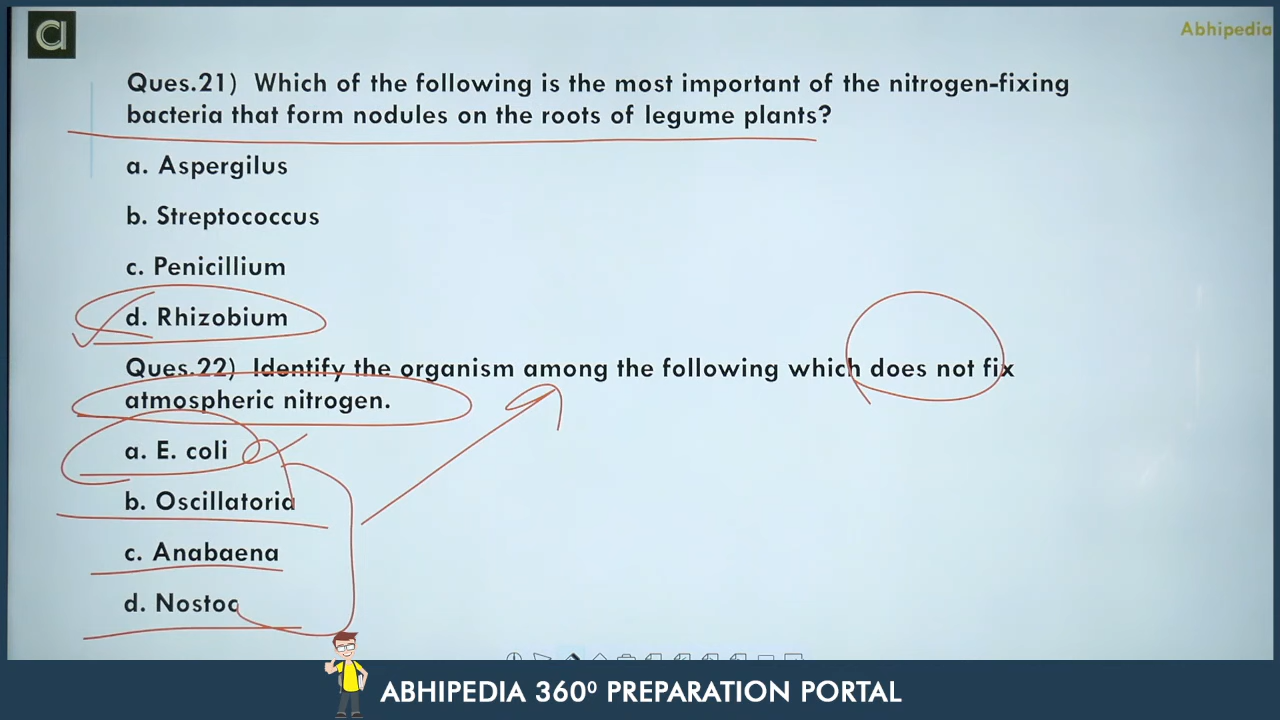 Abhipedia
Ques.21) Which of the following is the most important of the nitrogen-fixing
bacteria that form nodules on the roots of legume plants?
a. Aspergilus
b. Streptococcus
c. Penicillium
d. Rhizobium
Ques.22) Identify the organism among the following which does not fix
atmospheric nitrogen.
a. E. coli
b. Oscillatoria
c. Anabaena
d. Nostoc
ABHIPEDIA 360⁰ PREPARATION PORTAL